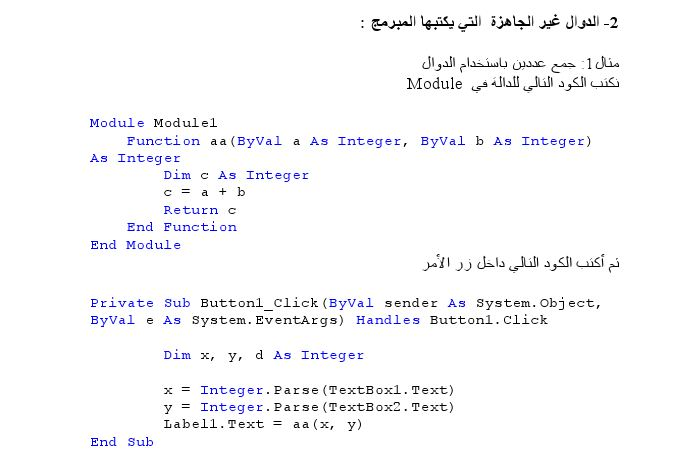 2- الدوال غير الجاهزة التي يكتبها المبرمج :
مثال1: جمع عددين باستخدام الدوال
نكتب الكود التالي للدالة في Module
Module Module1
Function aa(ByVal a As Integer, ByVal b As Integer)
As Integer
Dim c As Integer
c = a + b
Return c
End Function
End Module
ثم أكتب الكود التالي داخل زر الأمر
Private Sub Button1_Click(ByVal sender As System.Object,
ByVal e As System.EventArgs) Handles Button1.Click
Dim x, y, d As Integer
x = Integer.Parse(TextBox1.Text)
y = Integer.Parse(TextBox2.Text)
Label1.Text = aa(x, y)
End Sub